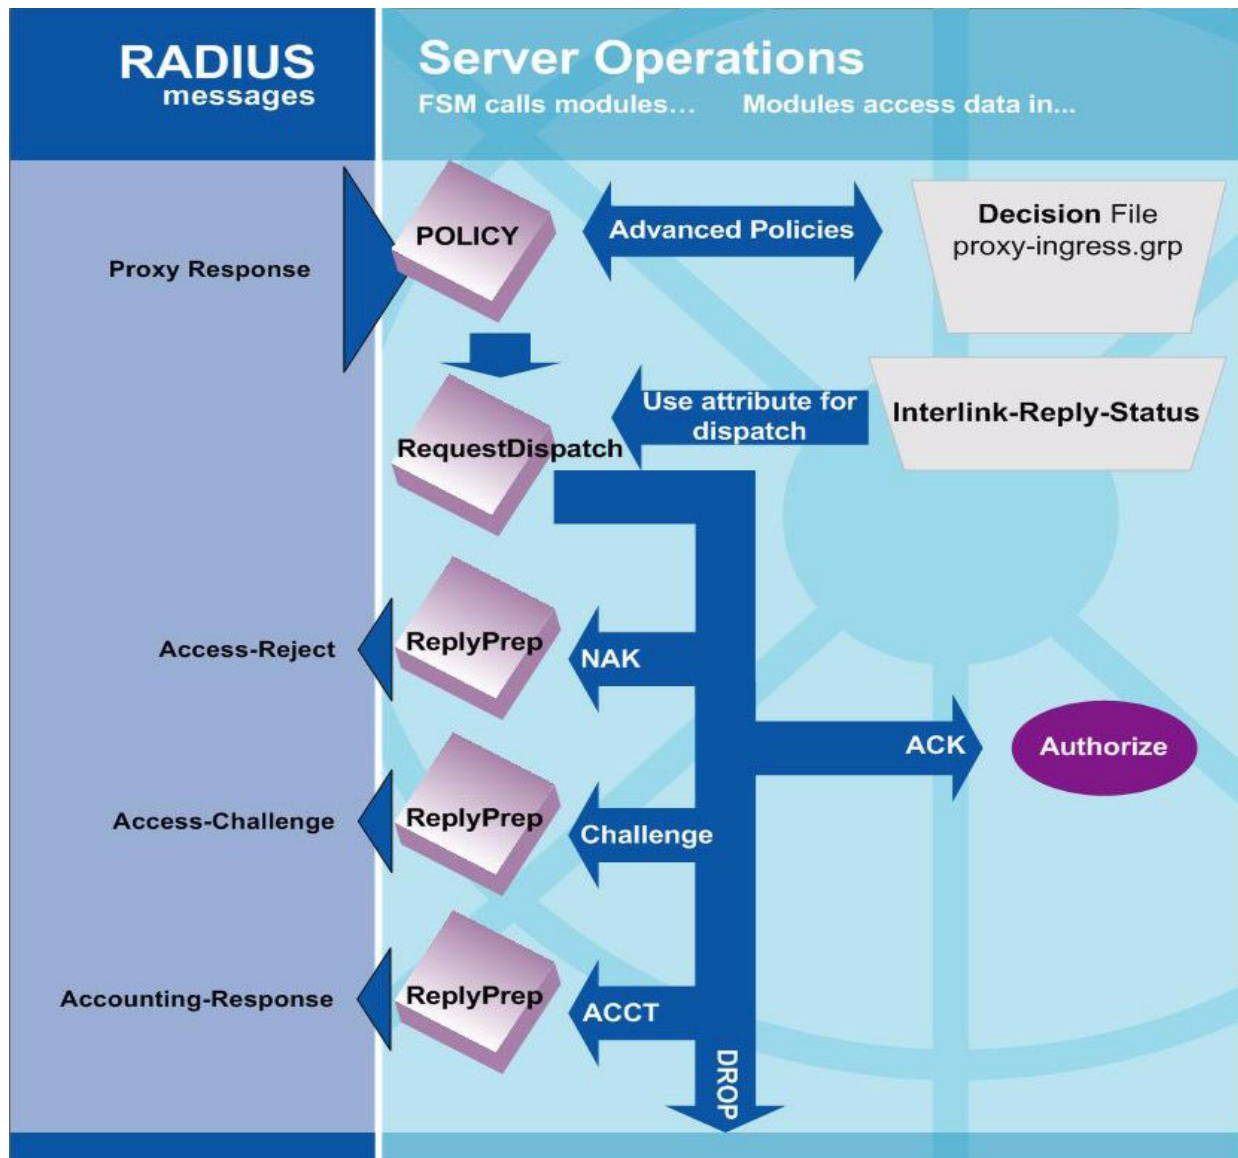 RADIUS
messages
Server Operations
FSM calls modules... Modules access data in...
Proxy Response
POLICY
Advanced Policies
Decision File
proxy-ingress.grp
RequestDispatch
Use attribute for
dispatch
Interlink-Reply-Status
Access-Reject
ReplyPrep
NAK
ACK
Authorize
Access-Challenge
ReplyPrep
Challenge
Accounting-Response
ReplyPrep
ACCT
DROP